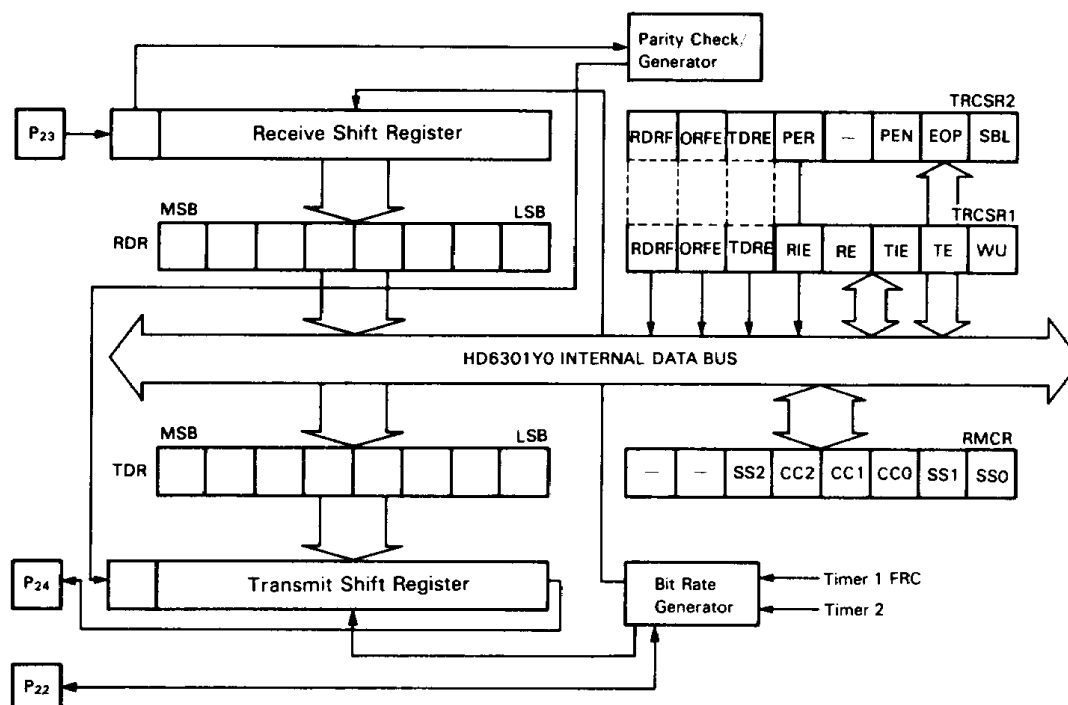 Parity Check/
Generator
TRCSR2
P23
Receive Shift Register
RDRF ORFE TDRE PER — PEN EOP SBL
MSB LSB
TRCSR1
RDR
RDRF ORFE TDRE RIE RE TIE TE WU
HD6301Y0 INTERNAL DATA BUS
MSB LSB
RMCR
TDR
— — SS2 CC2 CC1 CC0 SS1 SS0
P24
Transmit Shift Register
Bit Rate
Generator
Timer 1 FRC
Timer 2
P22